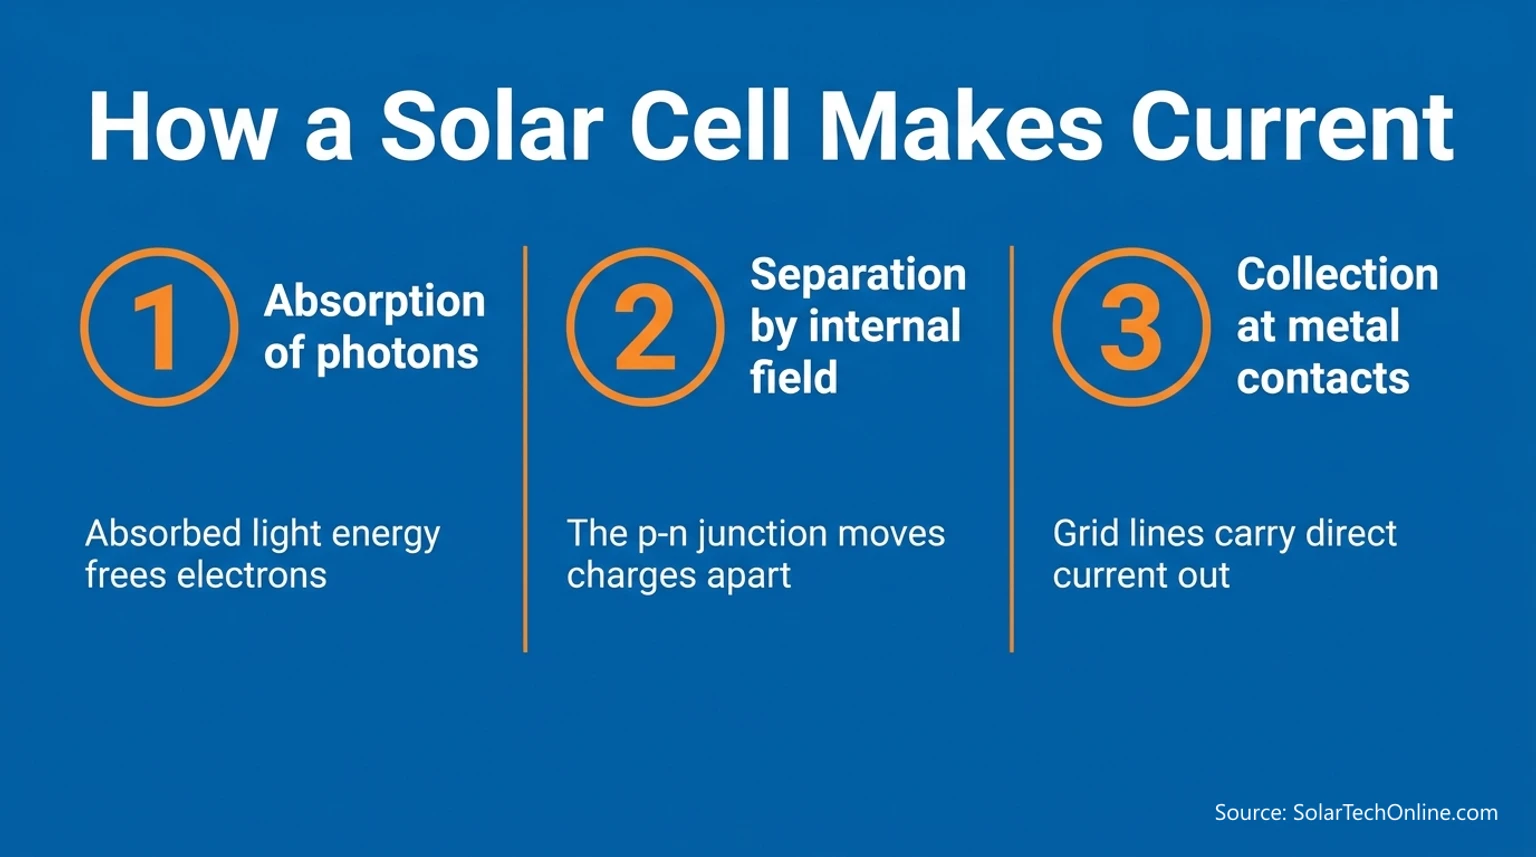 How a Solar Cell Makes Current
1
Absorption
of photons
Absorbed light energy
frees electrons
2
Separation
by internal
field
The p-n junction moves
charges apart
3
Collection
at metal
contacts
Grid lines carry direct
current out
Source: SolarTechOnline.com